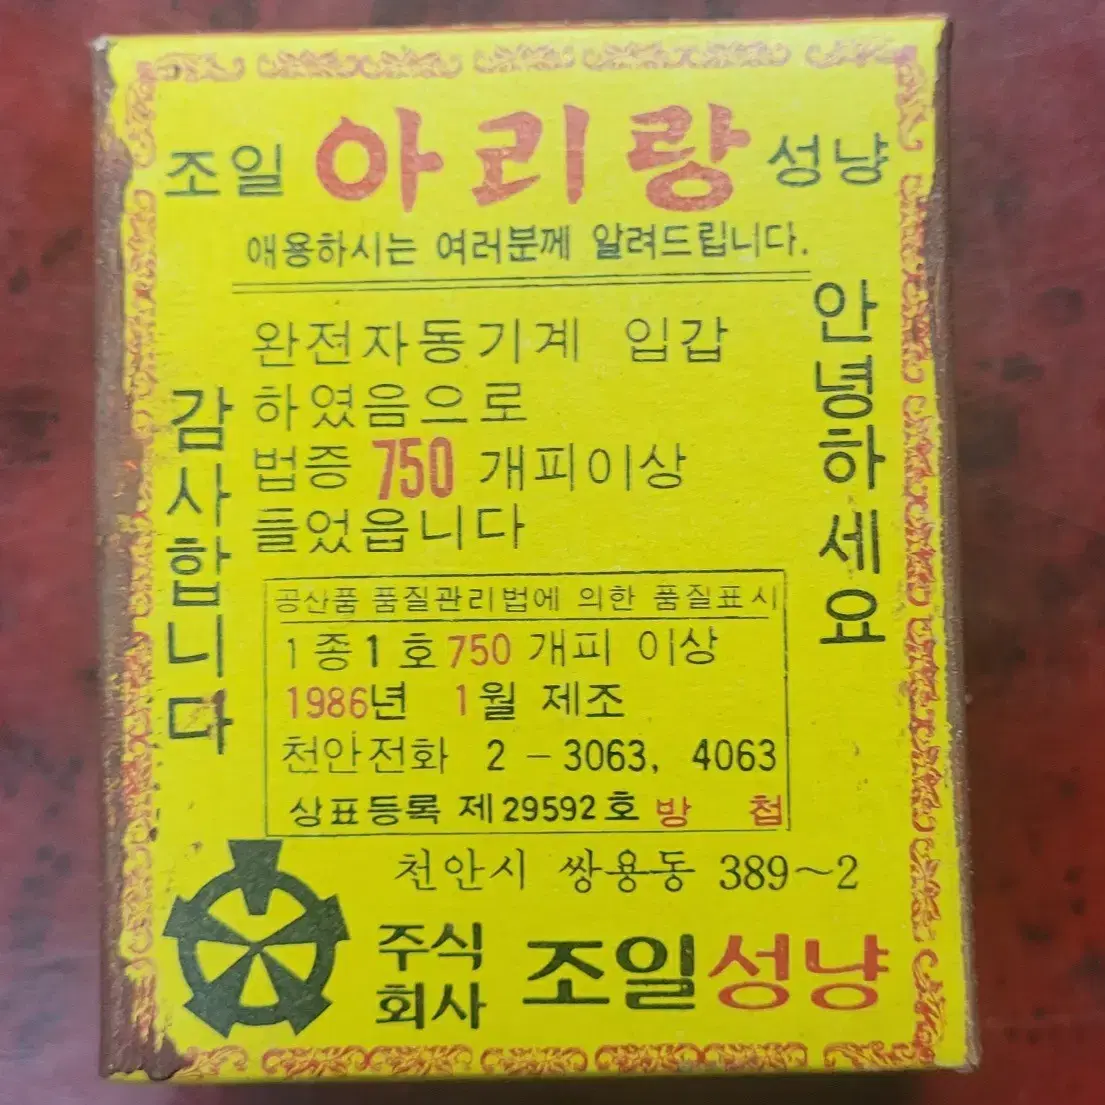 조일 아리랑 성냥
애용하시는 여러분께 알려드립니다.
안녕하세요
완전자동기계 입갑
하였음으로
법증 750 개피이상
들었읍니다
감사합니다
공산품 품질관리법에 의한 품질표시
1종1호 750 개피 이상
1986년 1월 제조
천안전화 2 - 3063, 4063
상표등록 제29592호 방 첩
천안시 쌍용동 389~2
주식
회사 조일성냥